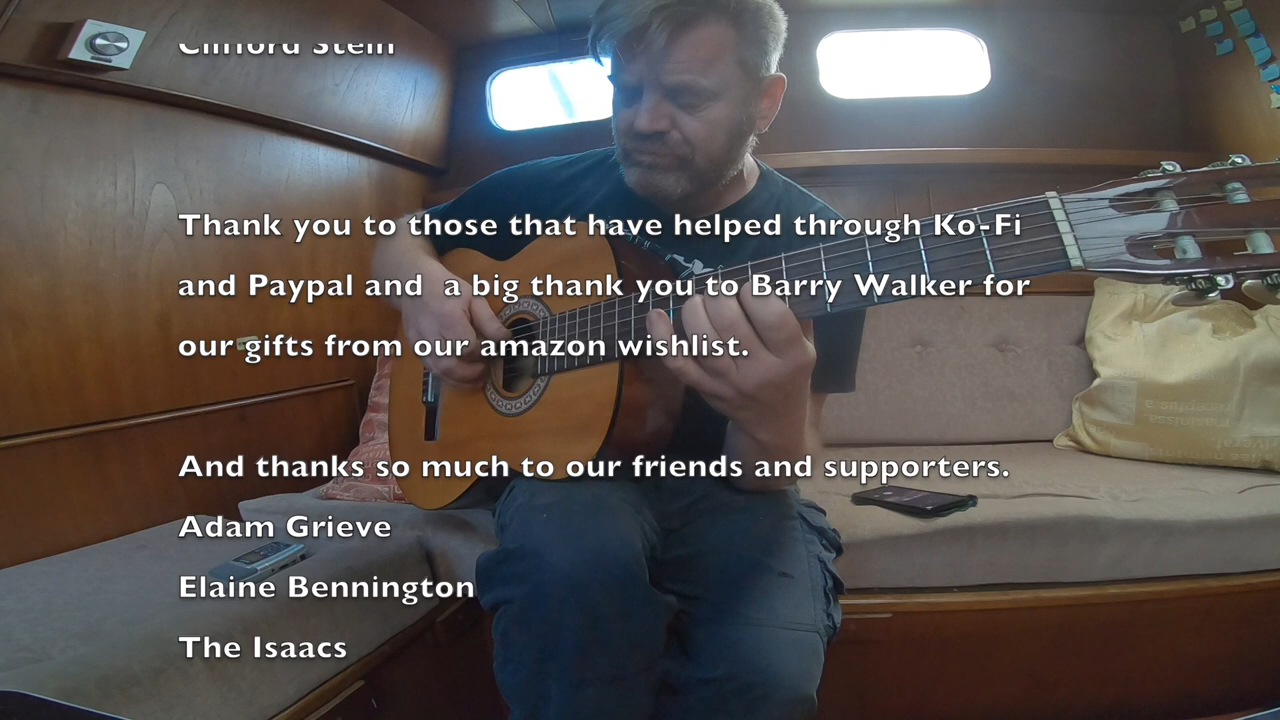 Clifford Stein
Thank you to those that have helped through Ko-Fi
and Paypal and a big thank you to Barry Walker for
our gifts from our amazon wishlist.
And thanks so much to our friends and supporters.
Adam Grieve
Elaine Bennington
The Isaacs